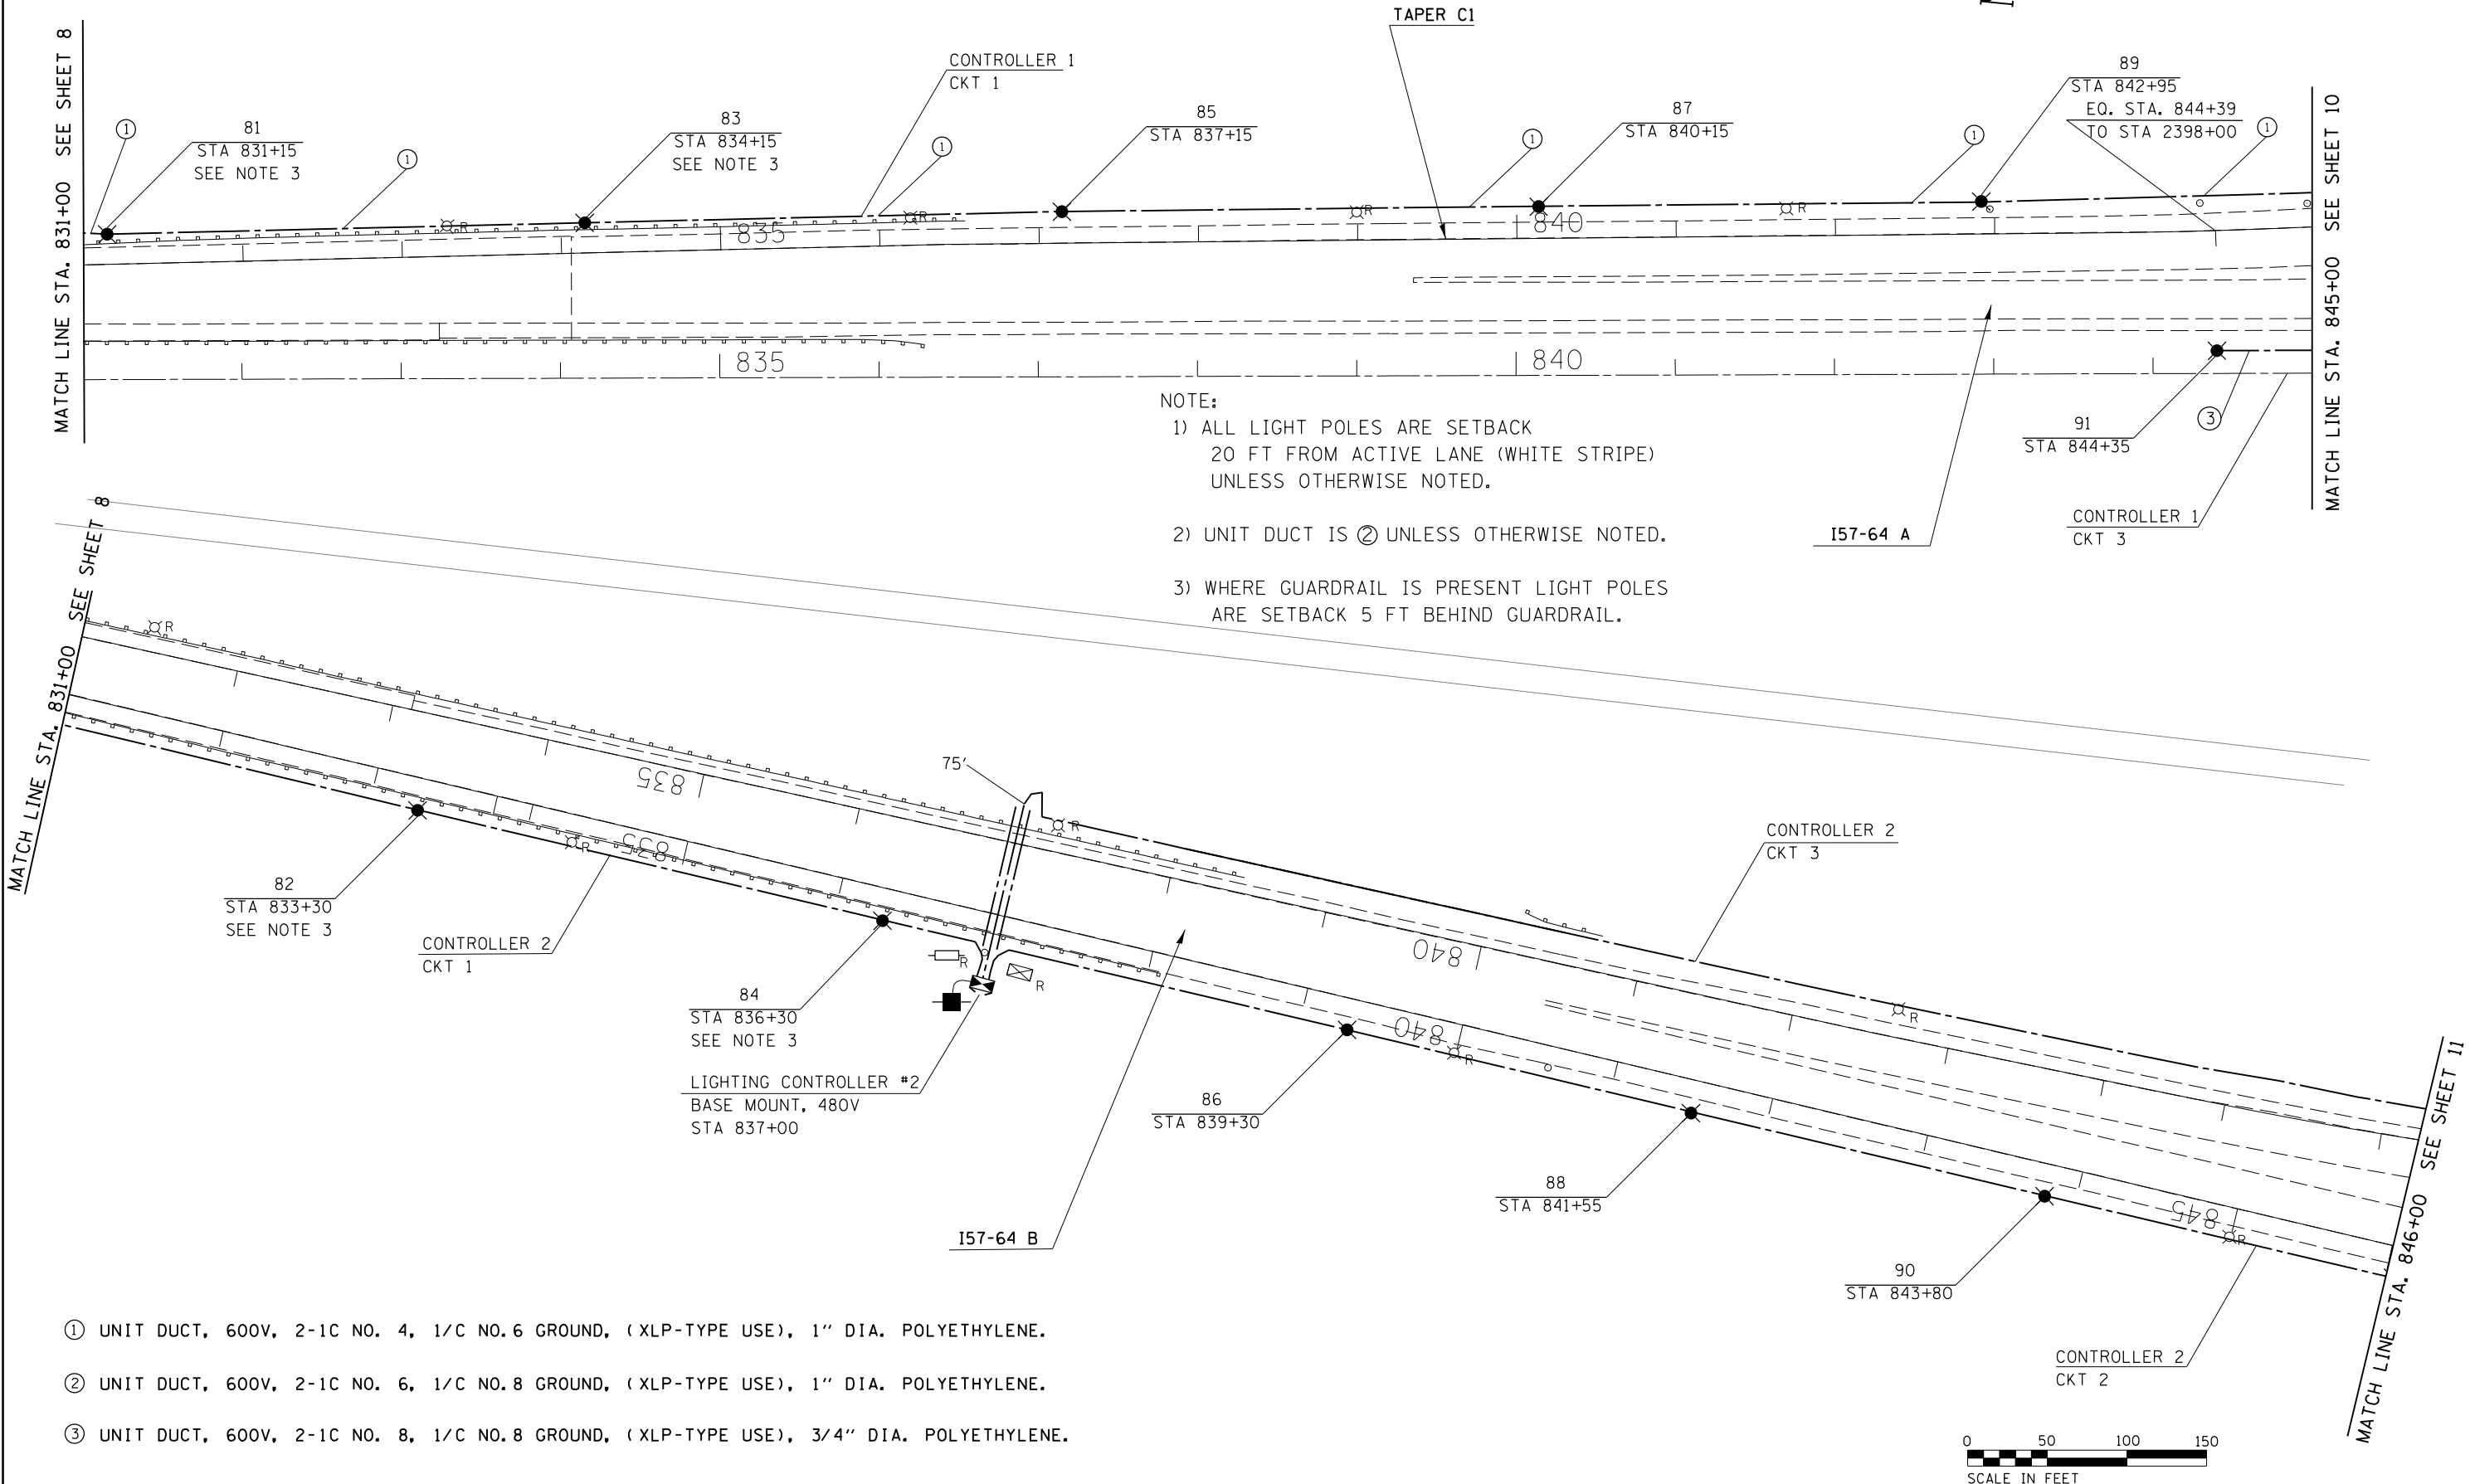 TAPER C1
MATCH LINE STA. 831+00 SEE SHEET 8
1
81
STA 831+15
SEE NOTE 3
1
83
STA 834+15
SEE NOTE 3
CONTROLLER 1
CKT 1
1
85
STA 837+15
1
87
STA 840+15
1
89
STA 842+95
EQ. STA. 844+39
TO STA 2398+00
1
MATCH LINE STA. 845+00 SEE SHEET 10
R
R
R
R
835
840
835
840
91
STA 844+35
3
CONTROLLER 1
CKT 3
I57-64 A
NOTE:
1) ALL LIGHT POLES ARE SETBACK
20 FT FROM ACTIVE LANE (WHITE STRIPE)
UNLESS OTHERWISE NOTED.
2) UNIT DUCT IS 2 UNLESS OTHERWISE NOTED.
3) WHERE GUARDRAIL IS PRESENT LIGHT POLES
ARE SETBACK 5 FT BEHIND GUARDRAIL.
MATCH LINE STA. 831+00 SEE SHEET 8
R
835
75'
R
CONTROLLER 2
CKT 3
835
R
840
R
82
STA 833+30
SEE NOTE 3
CONTROLLER 2
CKT 1
R
R
84
STA 836+30
SEE NOTE 3
LIGHTING CONTROLLER #2
BASE MOUNT, 480V
STA 837+00
840
R
86
STA 839+30
88
STA 841+55
845
R
90
STA 843+80
I57-64 B
CONTROLLER 2
CKT 2
MATCH LINE STA. 846+00 SEE SHEET 11
1 UNIT DUCT, 600V, 2-1C NO. 4, 1/C NO.6 GROUND, (XLP-TYPE USE), 1" DIA. POLYETHYLENE.
2 UNIT DUCT, 600V, 2-1C NO. 6, 1/C NO.8 GROUND, (XLP-TYPE USE), 1" DIA. POLYETHYLENE.
3 UNIT DUCT, 600V, 2-1C NO. 8, 1/C NO.8 GROUND, (XLP-TYPE USE), 3/4" DIA. POLYETHYLENE.
0 50 100 150
SCALE IN FEET